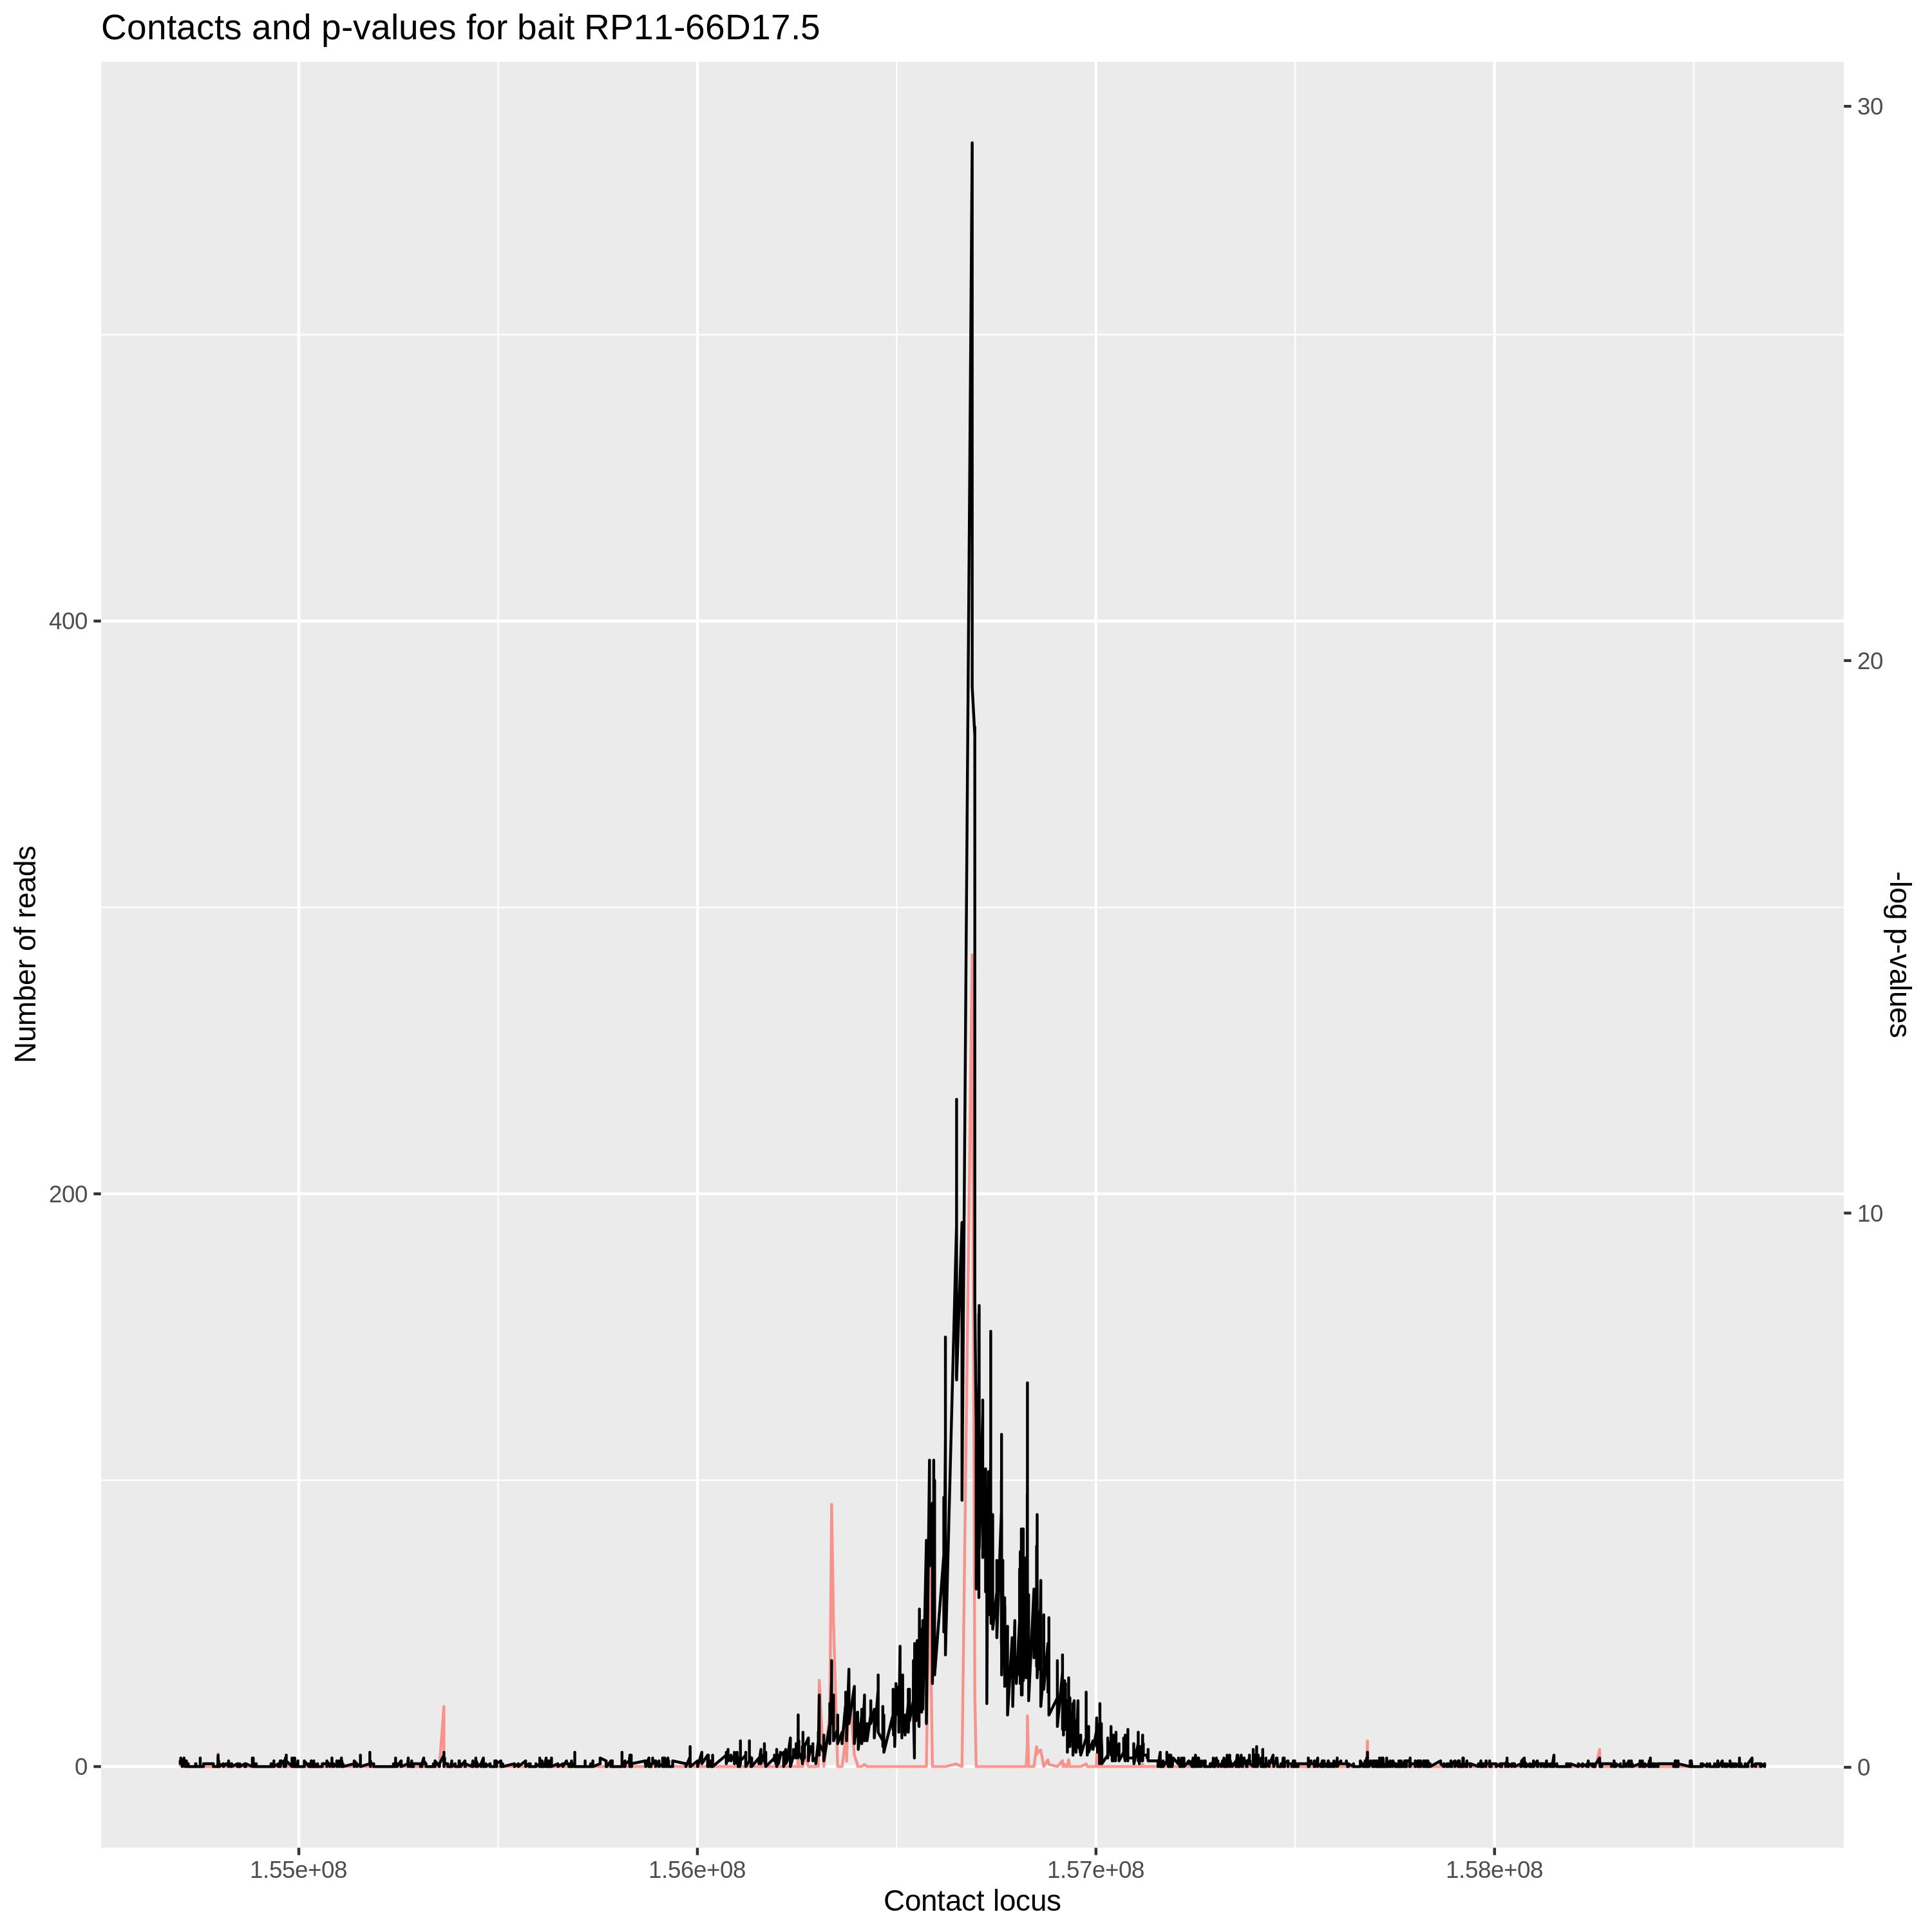 Contacts and p-values for bait RP11-66D17.5
30
400
20
Number of reads
-log p-values
200
10
0
0
1.55e+08
1.56e+08
1.57e+08
1.58e+08
Contact locus